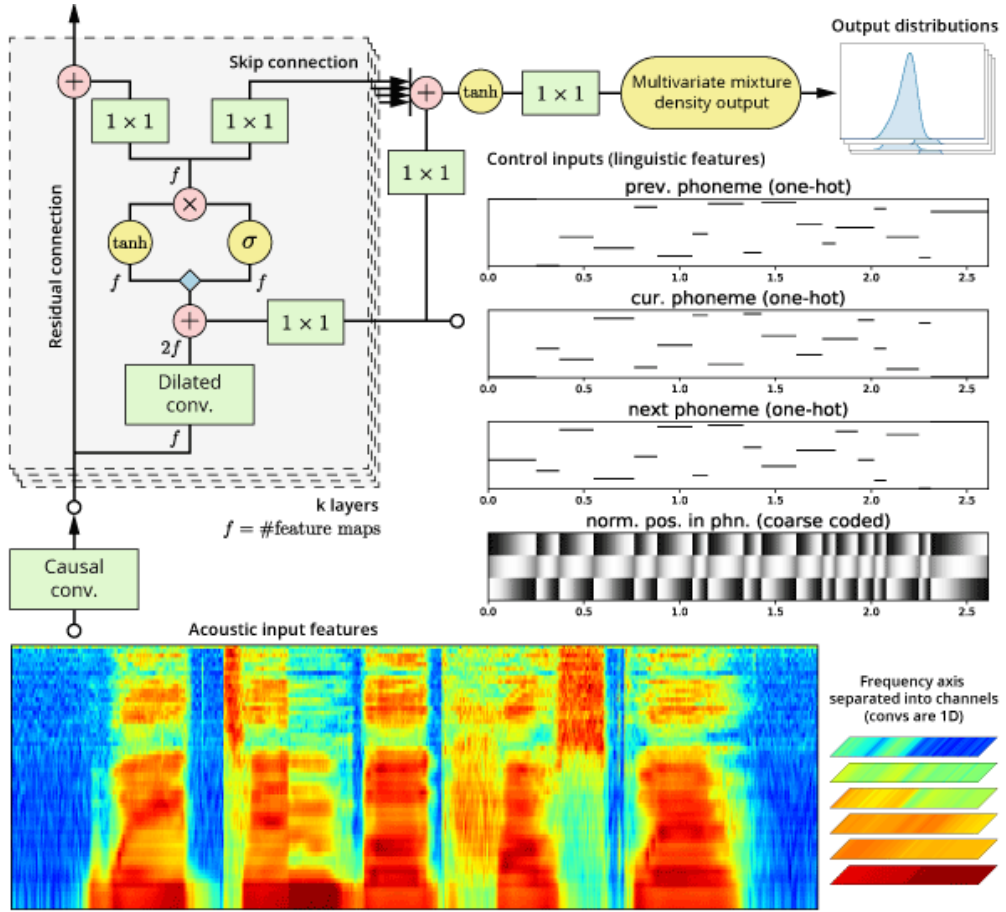 Output distributions
Skip connection
+
+
tanh
1 × 1
Multivariate mixture
density output
1 × 1
1 × 1
Control inputs (linguistic features)
1 × 1
f
×
prev. phoneme (one-hot)
tanh
σ
Residual connection
f
f
0.0 0.5 1.0 1.5 2.0 2.5
cur. phoneme (one-hot)
+
1 × 1
2f
Dilated
conv.
0.0 0.5 1.0 1.5 2.0 2.5
next phoneme (one-hot)
f
k layers
0.0 0.5 1.0 1.5 2.0 2.5
f = #feature maps
norm. pos. in phn. (coarse coded)
Causal
conv.
0.0 0.5 1.0 1.5 2.0 2.5
Acoustic input features
Frequency axis
separated into channels
(convs are 1D)